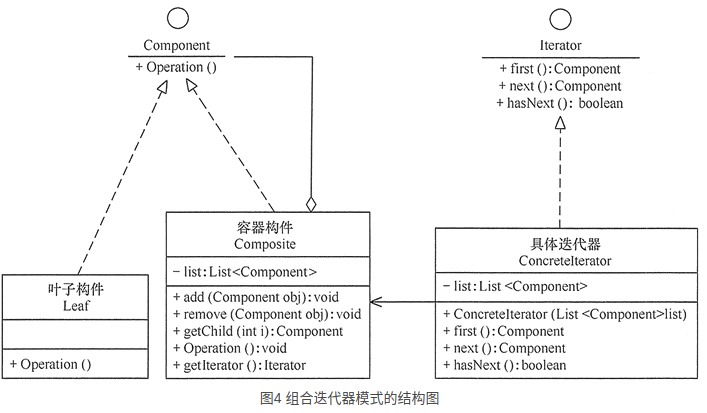 Component
+ Operation ()
Iterator
+ first (): Component
+ next (): Component
+ hasNext (): boolean
容器构件
Composite
− list: List<Component>
+ add (Component obj): void
+ remove (Component obj): void
+ getChild (int i): Component
+ Operation (): void
+ getIterator (): Iterator
叶子构件
Leaf
+ Operation ()
具体迭代器
ConcreteIterator
− list: List <Component>
+ ConcreteIterator (List <Component>list)
+ first (): Component
+ next (): Component
+ hasNext (): boolean
图4 组合迭代器模式的结构图